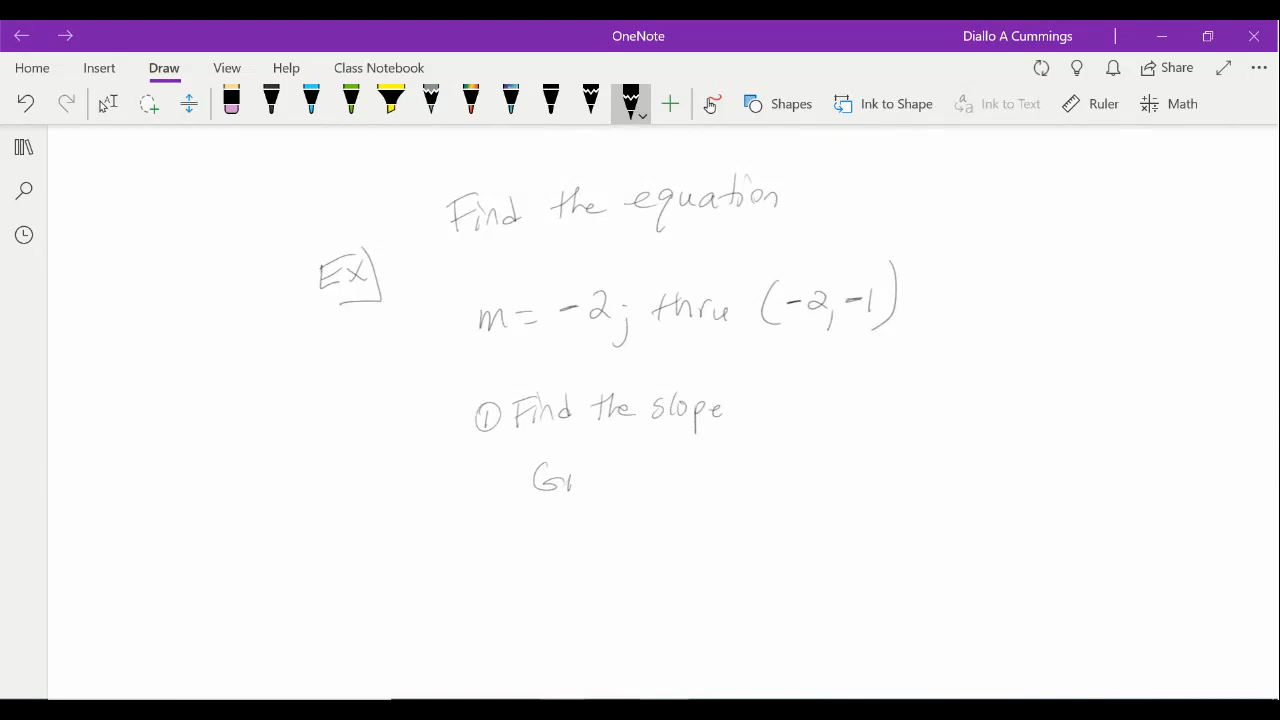 OneNote
Diallo A Cummings
Home Insert Draw View Help Class Notebook Share
Shapes Ink to Shape Ink to Text Ruler Math
Find the equation
Ex
m = -2; thru (-2, -1)
① Find the slope